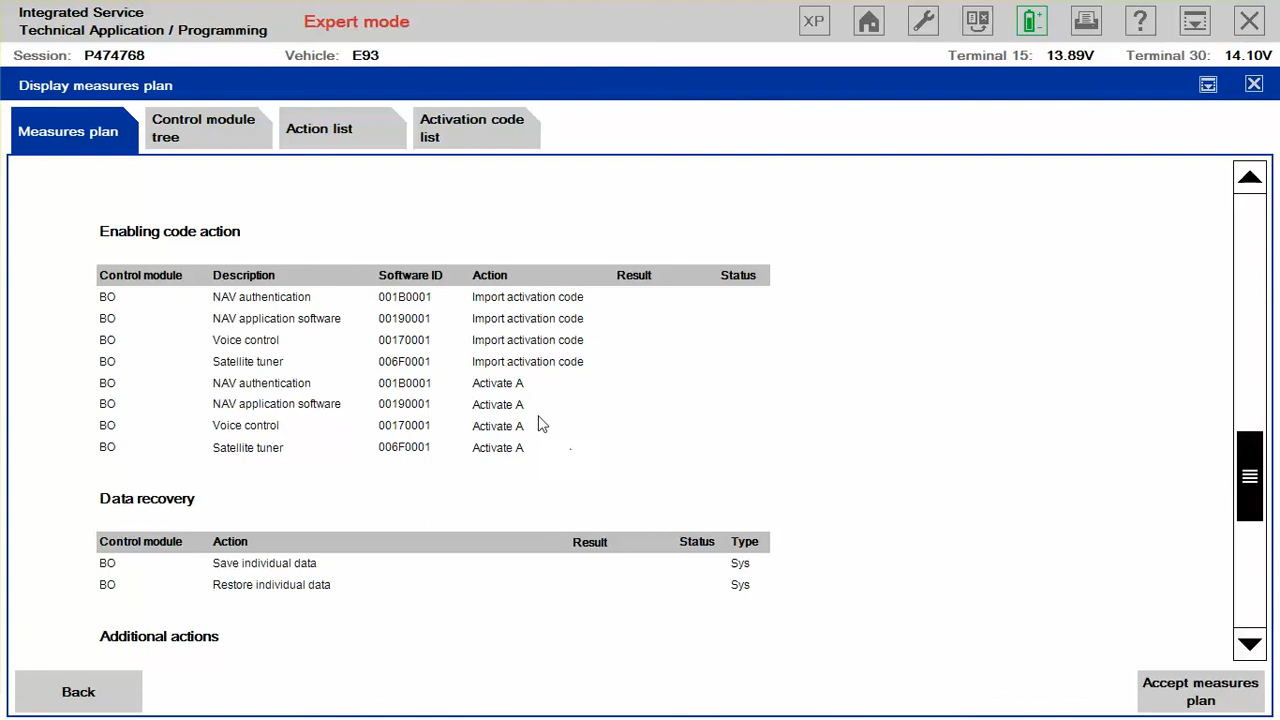 Integrated Service
Technical Application / Programming
Expert mode
XP
Session: P474768 Vehicle: E93 Terminal 15: 13.89V Terminal 30: 14.10V
Display measures plan
Measures plan
Control module
tree
Action list
Activation code
list
Enabling code action
Control module Description Software ID Action Result Status
BO NAV authentication 001B0001 Import activation code
BO NAV application software 00190001 Import activation code
BO Voice control 00170001 Import activation code
BO Satellite tuner 006F0001 Import activation code
BO NAV authentication 001B0001 Activate A
BO NAV application software 00190001 Activate A
BO Voice control 00170001 Activate A
BO Satellite tuner 006F0001 Activate A
Data recovery
Control module Action Result Status Type
BO Save individual data Sys
BO Restore individual data Sys
Additional actions
Back
Accept measures
plan